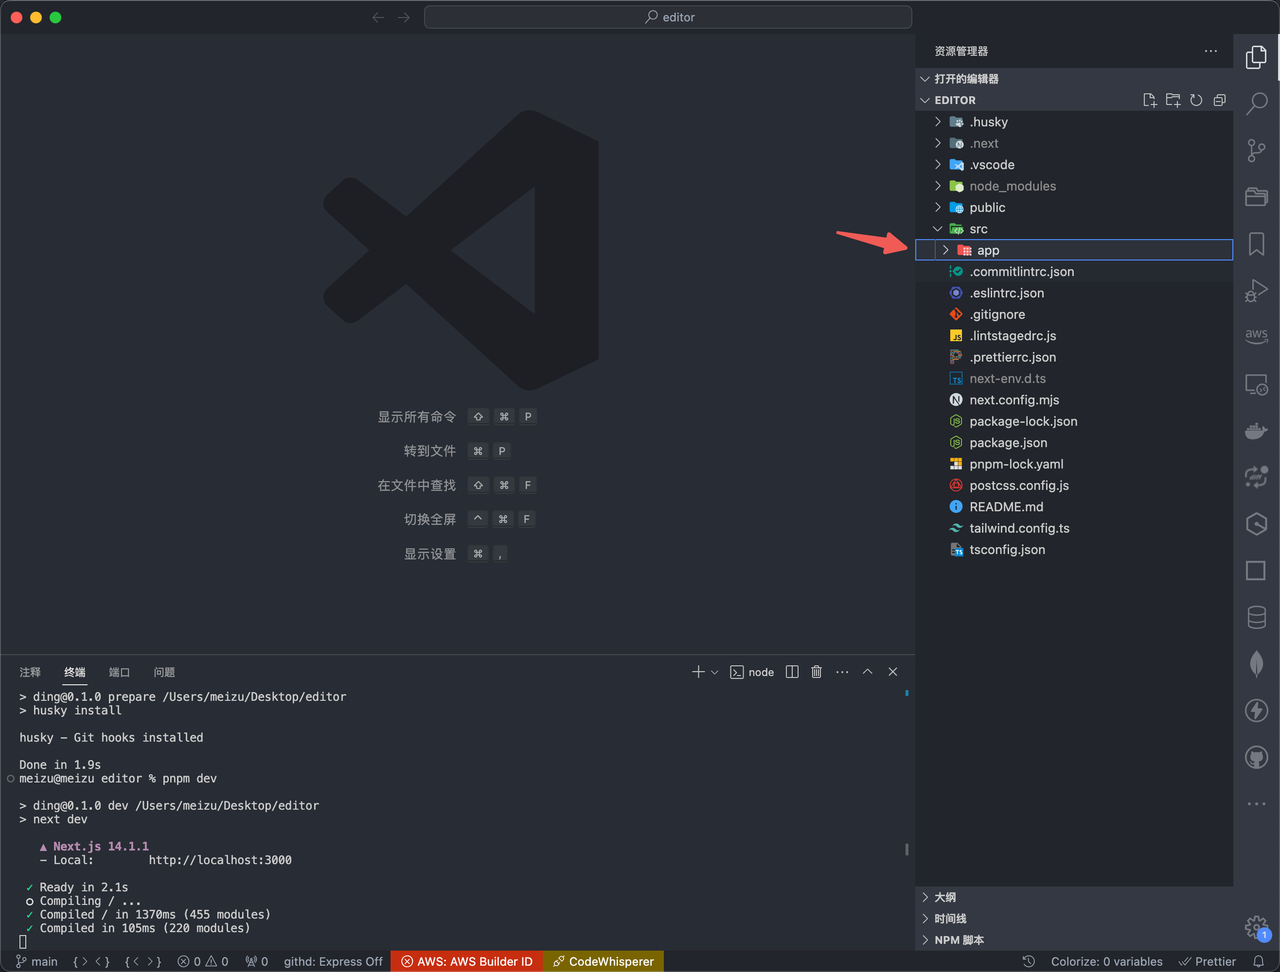 editor
资源管理器
打开的编辑器
EDITOR
.husky
.next
.vscode
node_modules
public
src
app
.commitlintrc.json
.eslintrc.json
.gitignore
.lintstagedrc.js
.prettierrc.json
next-env.d.ts
next.config.mjs
package-lock.json
package.json
pnpm-lock.yaml
postcss.config.js
README.md
tailwind.config.ts
tsconfig.json
大纲
时间线
NPM 脚本
aws
显示所有命令 ⇧ ⌘ P
转到文件 ⌘ P
在文件中查找 ⇧ ⌘ F
切换全屏 ^ ⌘ F
显示设置 ⌘ ,
注释 终端 端口 问题
node
> ding@0.1.0 prepare /Users/meizu/Desktop/editor
> husky install
husky - Git hooks installed
Done in 1.9s
meizu@meizu editor % pnpm dev
> ding@0.1.0 dev /Users/meizu/Desktop/editor
> next dev
▲ Next.js 14.1.1
- Local: http://localhost:3000
✓ Ready in 2.1s
○ Compiling / ...
✓ Compiled / in 1370ms (455 modules)
✓ Compiled in 105ms (220 modules)
1
main {> <} {< >} 0 0 0 githd: Express Off AWS: AWS Builder ID CodeWhisperer Colorize: 0 variables Prettier